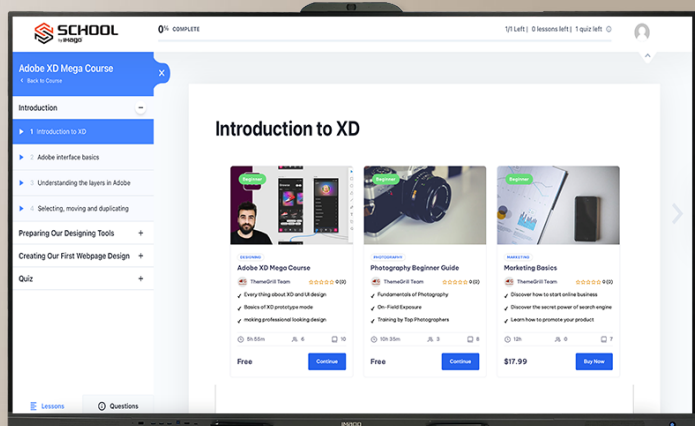 SCHOOL
by IMAGO
0% COMPLETE
1/1 Left | 0 lessons left | 1 quiz left
Adobe XD Mega Course
Back to Course
Introduction
1 Introduction to XD
2 Adobe interface basics
3 Understanding the layers in Adobe
4 Selecting, moving and duplicating
Preparing Our Designing Tools
Creating Our First Webpage Design
Quiz
Lessons
Questions
Introduction to XD
Beginner
DESIGNING
Adobe XD Mega Course
ThemeGrill Team 0 (0)
Every thing about XD and UI design
Basics of XD prototype mode
making professional looking design
5h 55m 6 10
Free Continue
Beginner
PHOTOGRAPHY
Photography Beginner Guide
ThemeGrill Team 0 (0)
Fundamentals of Photography
On-Field Exposure
Training by Top Photographers
10h 35m 3 8
Free Continue
Beginner
MARKETING
Marketing Basics
ThemeGrill Team 0 (0)
Discover how to start online business
Discover the secret power of search engine
Learn how to promote your product
12h 0 7
$17.99 Buy Now
IMAGO